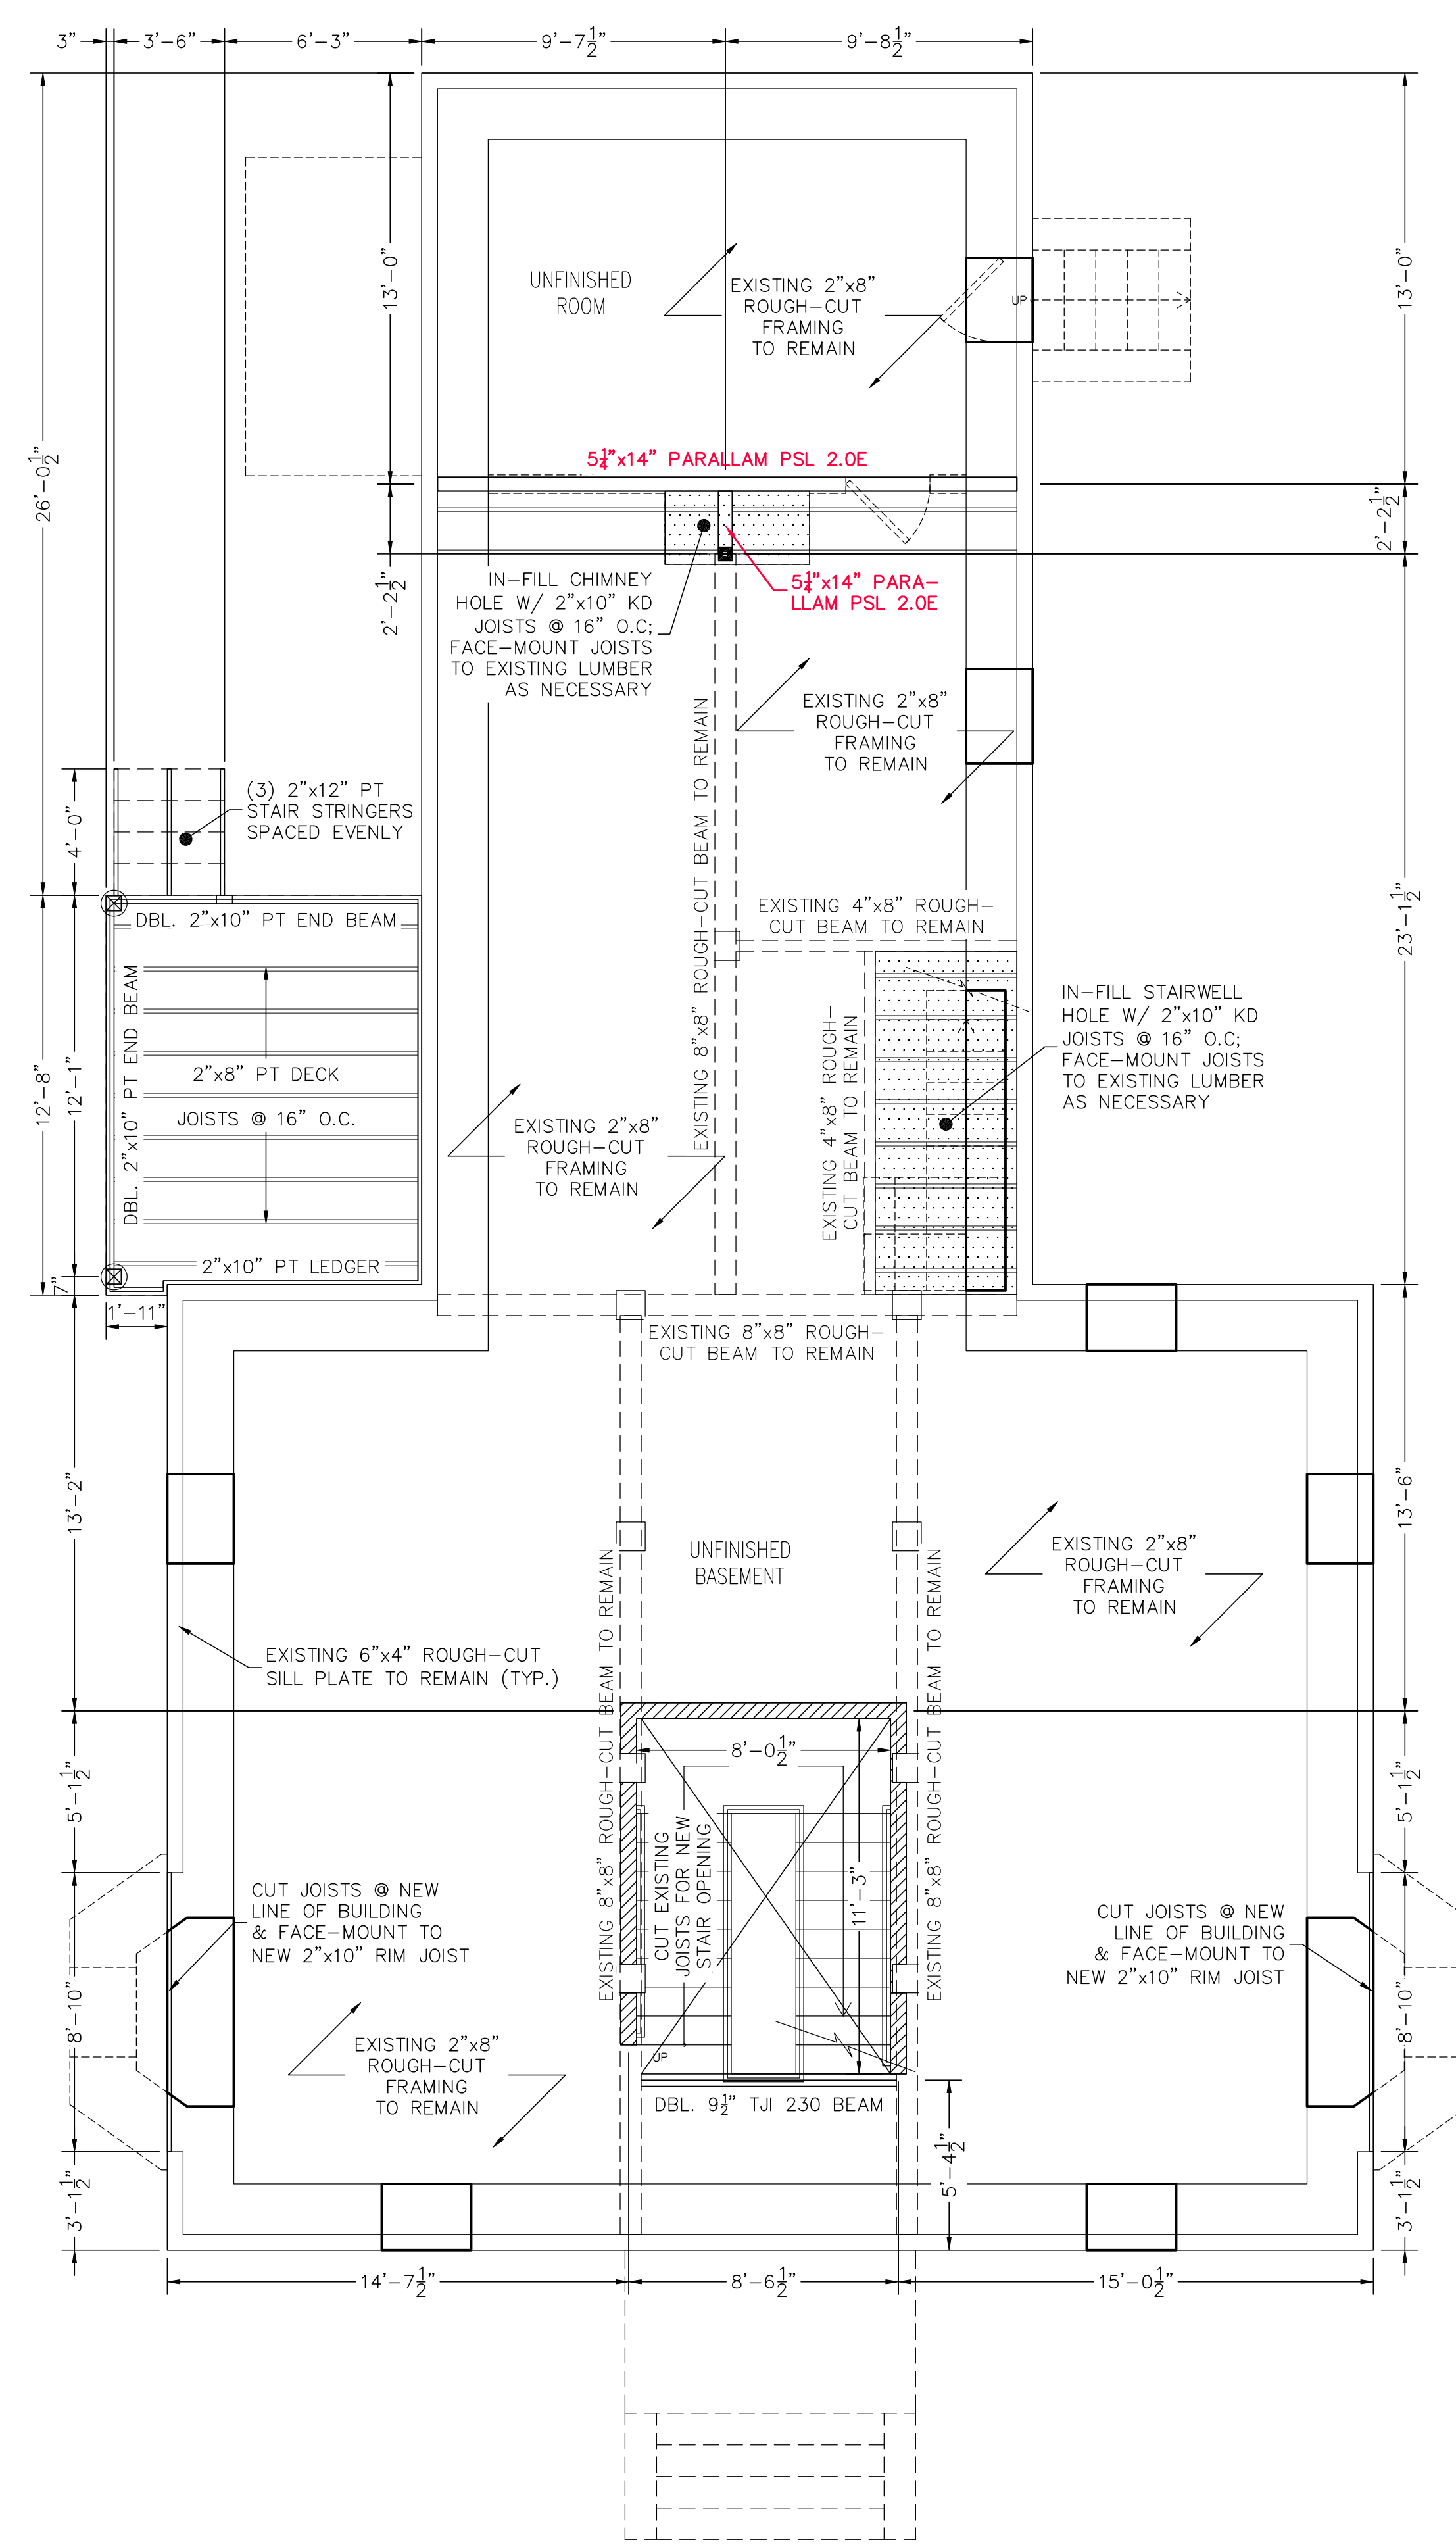 3" 3'-6" 6'-3" 9'-7½" 9'-8½"
13'-0"
13'-0"
26'-0½"
UNFINISHED
ROOM
EXISTING 2"x8"
ROUGH-CUT
FRAMING
TO REMAIN
UP
5¼"x14" PARALLAM PSL 2.0E
2'-2½"
2'-2½"
IN-FILL CHIMNEY
HOLE W/ 2"x10" KD
JOISTS @ 16" O.C;
FACE-MOUNT JOISTS
TO EXISTING LUMBER
AS NECESSARY
5¼"x14" PARA-
LLAM PSL 2.0E
EXISTING 2"x8"
ROUGH-CUT
FRAMING
TO REMAIN
EXISTING 8"x8" ROUGH-CUT BEAM TO REMAIN
(3) 2"x12" PT
STAIR STRINGERS
SPACED EVENLY
4'-0"
DBL. 2"x10" PT END BEAM
DBL. 2"x10" PT END BEAM
2"x8" PT DECK
JOISTS @ 16" O.C.
2"x10" PT LEDGER
12'-8"
12'-1"
7"
1'-11"
EXISTING 4"x8" ROUGH-
CUT BEAM TO REMAIN
EXISTING 4"x8" ROUGH-
CUT BEAM TO REMAIN
23'-1½"
IN-FILL STAIRWELL
HOLE W/ 2"x10" KD
JOISTS @ 16" O.C;
FACE-MOUNT JOISTS
TO EXISTING LUMBER
AS NECESSARY
EXISTING 2"x8"
ROUGH-CUT
FRAMING
TO REMAIN
EXISTING 8"x8" ROUGH-
CUT BEAM TO REMAIN
13'-2"
13'-6"
UNFINISHED
BASEMENT
EXISTING 2"x8"
ROUGH-CUT
FRAMING
TO REMAIN
EXISTING 6"x4" ROUGH-CUT
SILL PLATE TO REMAIN (TYP.)
EXISTING 8"x8" ROUGH-CUT BEAM TO REMAIN
EXISTING 8"x8" ROUGH-CUT BEAM TO REMAIN
8'-0½"
11'-3"
CUT EXISTING
JOISTS FOR NEW
STAIR OPENING
5'-1½"
5'-1½"
CUT JOISTS @ NEW
LINE OF BUILDING
& FACE-MOUNT TO
NEW 2"x10" RIM JOIST
CUT JOISTS @ NEW
LINE OF BUILDING
& FACE-MOUNT TO
NEW 2"x10" RIM JOIST
8'-10"
8'-10"
EXISTING 2"x8"
ROUGH-CUT
FRAMING
TO REMAIN
UP
DBL. 9½" TJI 230 BEAM
5'-4½"
3'-1½"
3'-1½"
14'-7½" 8'-6½" 15'-0½"